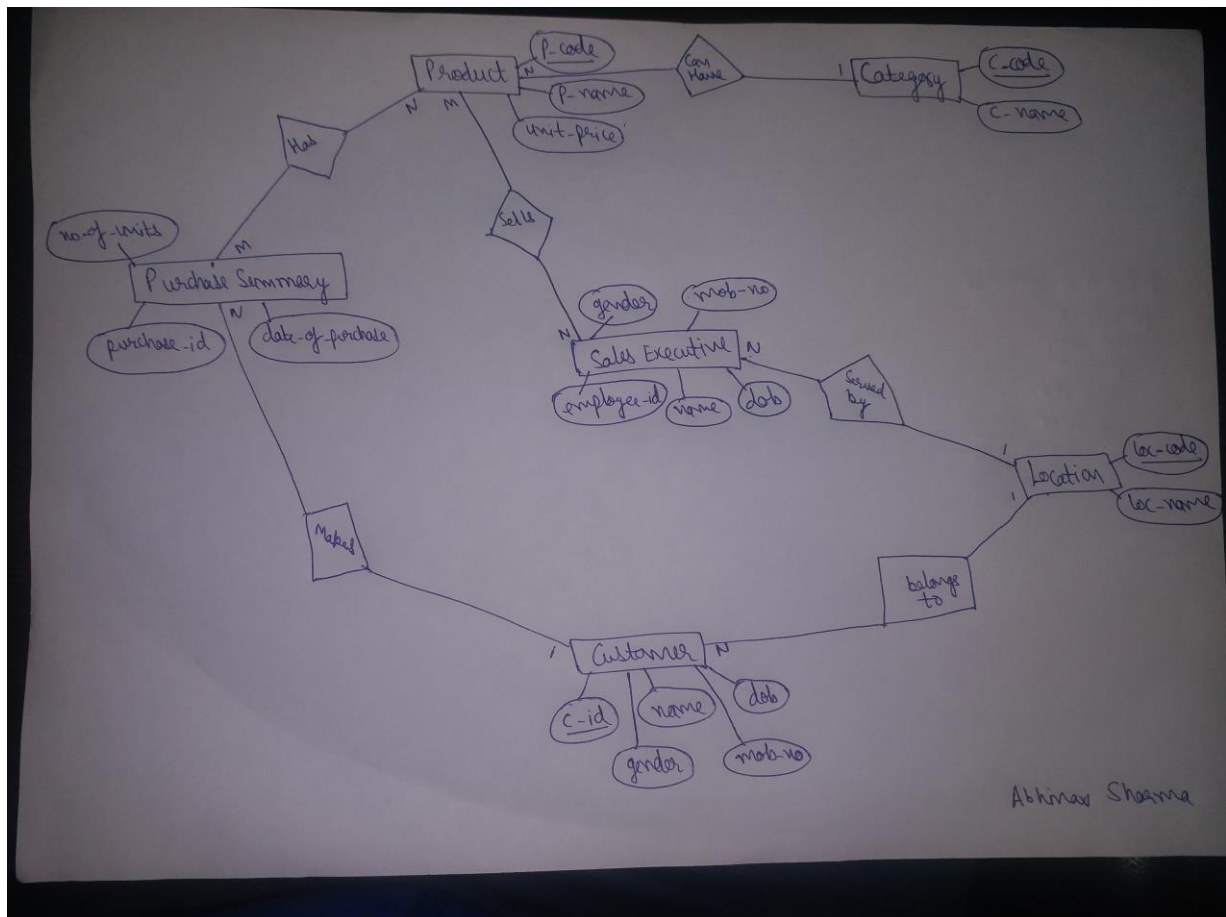 P-code
Product
N
Can
Have
1
Category
C-code
P-name
C-name
unit-price
N
M
Has
Sells
no-of-units
M
Purchase Summary
N
purchase-id
date-of-purchase
gender
mob-no
N
Sales Executive
N
employee-id
name
dob
Served
by
1
loc-code
Location
1
loc-name
Makes
belongs
to
1
Customer
N
c-id
name
dob
gender
mob-no
Abhinav Sharma